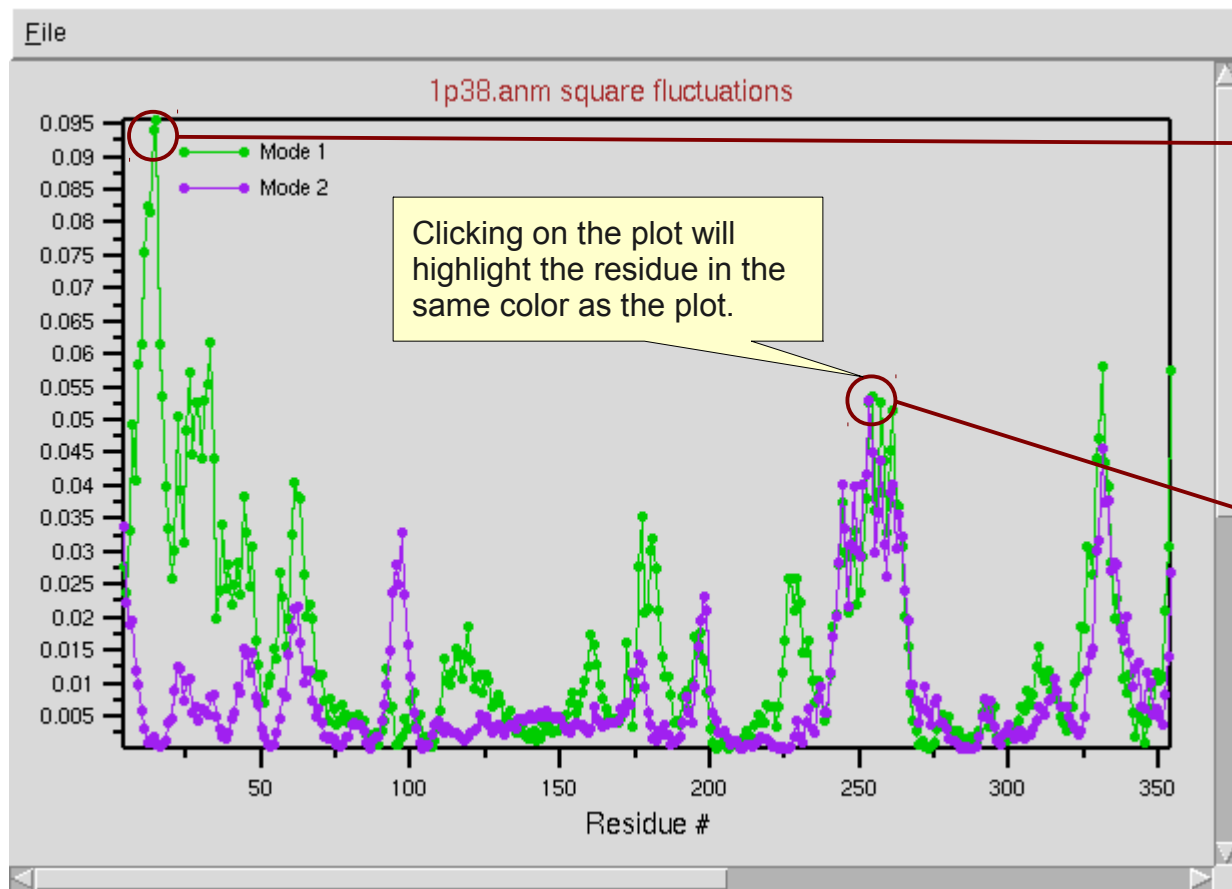 File
1p38.anm square fluctuations
0.095
0.09
0.085
0.08
0.075
0.07
0.065
0.06
0.055
0.05
0.045
0.04
0.035
0.03
0.025
0.02
0.015
0.01
0.005
Mode 1
Mode 2
Clicking on the plot will
highlight the residue in the
same color as the plot.
50 100 150 200 250 300 350
Residue #